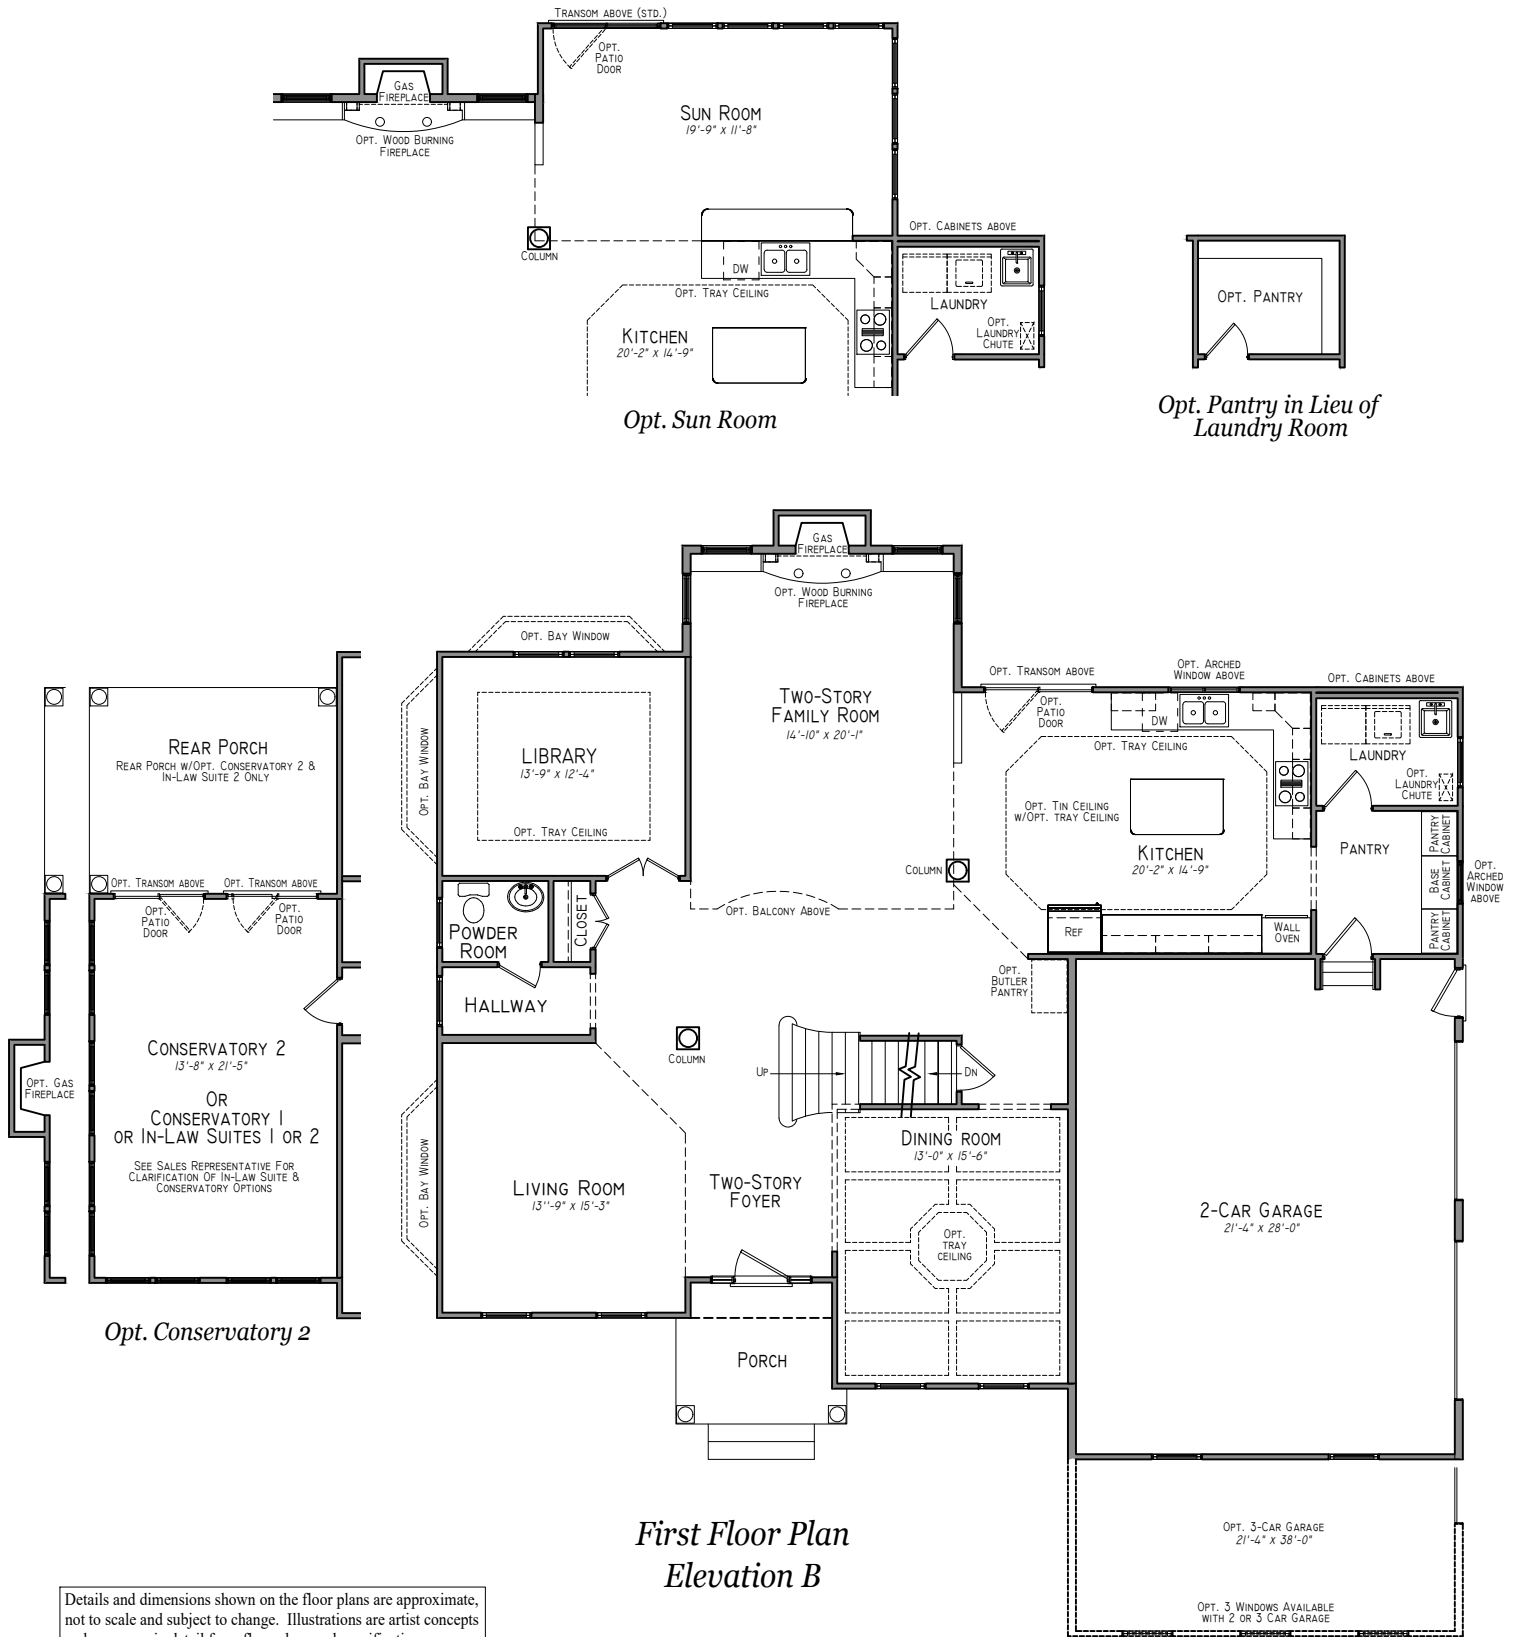 Transom above (std.)
Opt.
Patio
Door
Gas
Fireplace
Opt. Wood Burning
Fireplace
Sun Room
19'-9" x 11'-8"
Column
Opt. Cabinets above
DW
Opt. Tray Ceiling
Laundry
Opt.
Laundry
Chute
Kitchen
20'-2" x 14'-9"
Opt. Sun Room
Opt. Pantry
Opt. Pantry in Lieu of
Laundry Room
Gas
Fireplace
Opt. Wood Burning
Fireplace
Opt. Bay Window
Opt. Bay Window
Library
13'-9" x 12'-4"
Opt. Tray Ceiling
Two-Story
Family Room
14'-10" x 20'-1"
Opt. Transom above
Opt.
Patio
Door
Opt. Arched
Window above
Opt. Cabinets above
DW
Opt. Tray Ceiling
Laundry
Opt.
Laundry
Chute
Opt. Tin Ceiling
w/Opt. tray Ceiling
Kitchen
20'-2" x 14'-9"
Pantry
Pantry
Cabinet
Base
Cabinet
Pantry
Cabinet
Opt.
Arched
Window
above
Column
Opt. Balcony Above
Ref
Wall
Oven
Opt.
Butler
Pantry
Rear Porch
Rear Porch w/Opt. Conservatory 2 &
In-Law Suite 2 Only
Opt. Transom above
Opt. Transom above
Opt.
Patio
Door
Opt.
Patio
Door
Opt. Gas
Fireplace
Conservatory 2
13'-8" x 21'-5"
Or
Conservatory 1
or In-Law Suites 1 or 2
See Sales Representative For
Clarification Of In-Law Suite &
Conservatory Options
Opt. Conservatory 2
Powder
Room
Closet
Hallway
Column
Up
Dn
Opt. Bay Window
Living Room
13''-9" x 15'-3"
Two-Story
Foyer
Dining room
13'-0" x 15'-6"
Opt.
tray
ceiling
2-Car Garage
21'-4" x 28'-0"
Porch
First Floor Plan
Elevation B
Opt. 3-Car Garage
21'-4" x 38'-0"
Opt. 3 Windows Available
with 2 or 3 Car Garage
Details and dimensions shown on the floor plans are approximate,
not to scale and subject to change. Illustrations are artist concepts